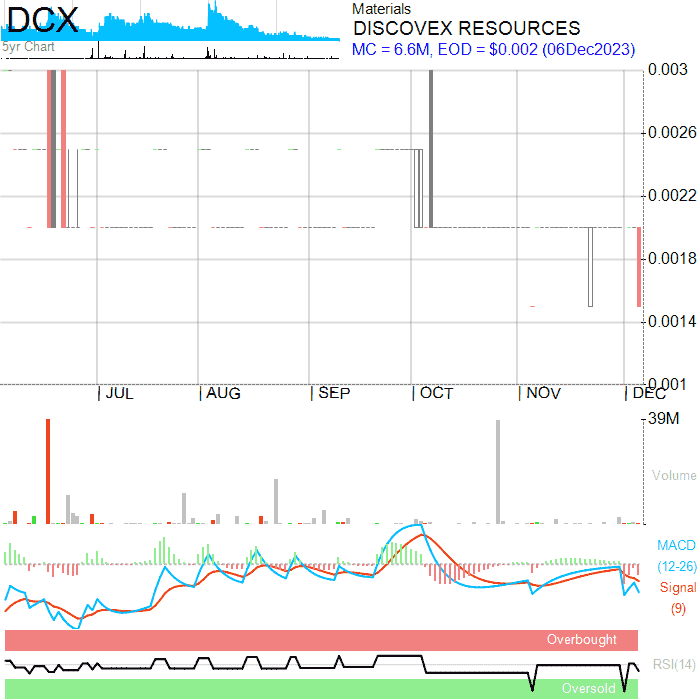 DCX
5yr Chart
Materials
DISCOVEX RESOURCES
MC = 6.6M, EOD = $0.002 (06Dec2023)
0.003
0.0026
0.0022
0.0018
0.0014
0.001
JUL AUG SEP OCT NOV DEC
39M
Volume
MACD
(12-26)
Signal
(9)
Overbought
RSI(14)
Oversold